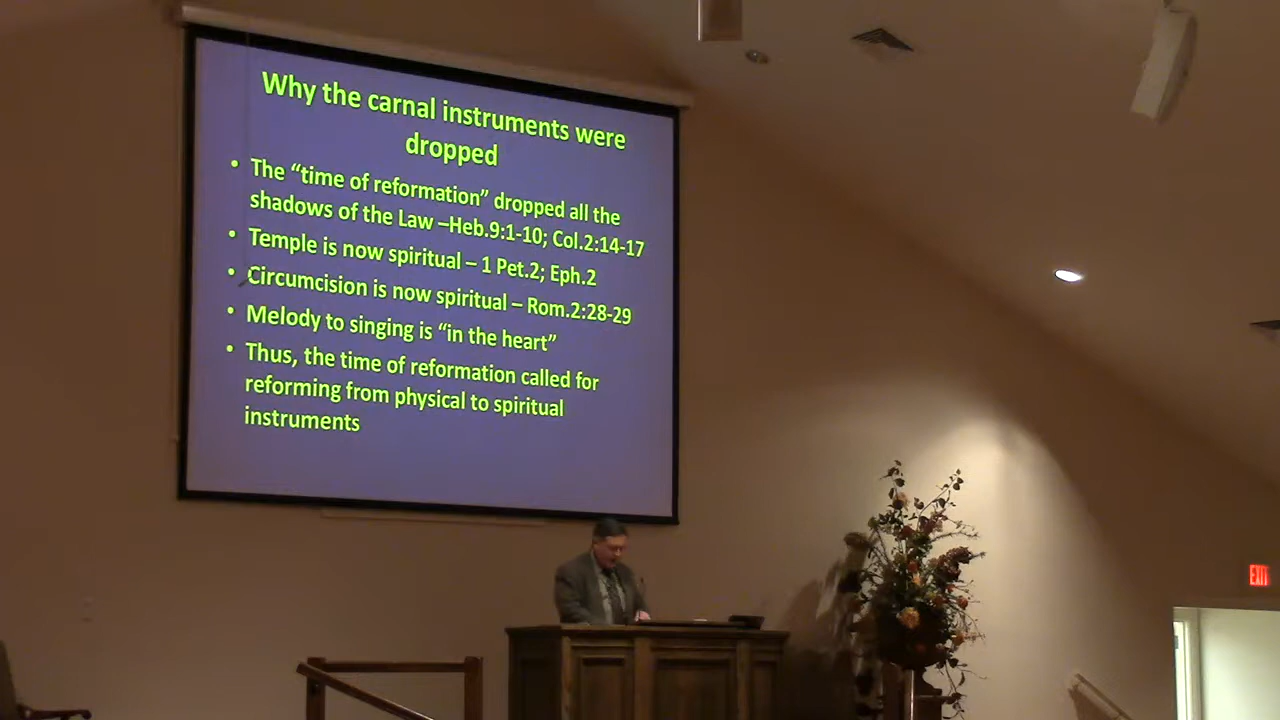 Why the carnal instruments were
dropped
• The “time of reformation” dropped all the
shadows of the Law –Heb.9:1-10; Col.2:14-17
• Temple is now spiritual – 1 Pet.2; Eph.2
• Circumcision is now spiritual – Rom.2:28-29
• Melody to singing is “in the heart”
• Thus, the time of reformation called for
reforming from physical to spiritual
instruments
EXIT